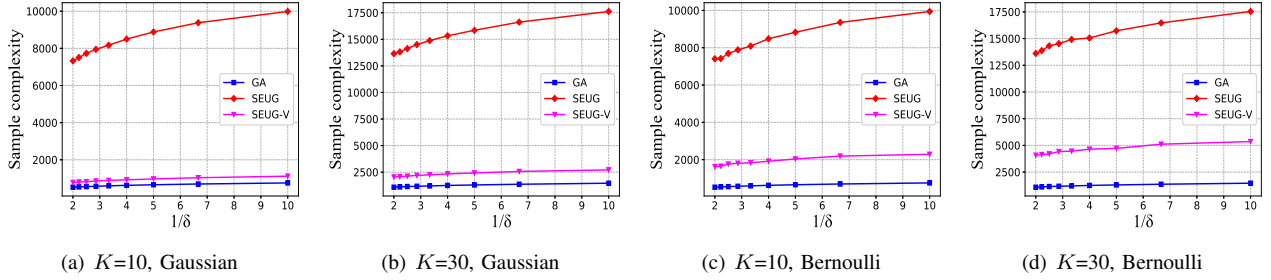 Sample complexity
10000
8000
6000
4000
2000
2 3 4 5 6 7 8 9 10
1/δ
GA
SEUG
SEUG-V
(a) K=10, Gaussian
Sample complexity
17500
15000
12500
10000
7500
5000
2500
2 3 4 5 6 7 8 9 10
1/δ
GA
SEUG
SEUG-V
(b) K=30, Gaussian
Sample complexity
10000
8000
6000
4000
2000
2 3 4 5 6 7 8 9 10
1/δ
GA
SEUG
SEUG-V
(c) K=10, Bernoulli
Sample complexity
17500
15000
12500
10000
7500
5000
2500
2 3 4 5 6 7 8 9 10
1/δ
GA
SEUG
SEUG-V
(d) K=30, Bernoulli